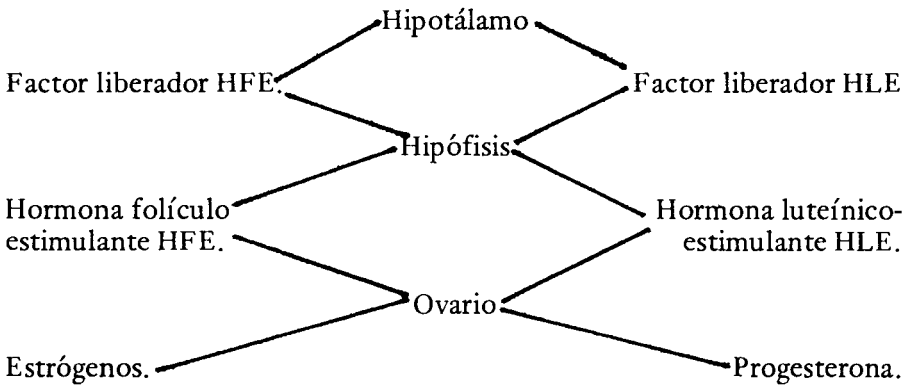 Hipotálamo
Factor liberador HFE.
Factor liberador HLE
Hipófisis
Hormona folículo
estimulante HFE.
Hormona luteínico-
estimulante HLE.
Ovario
Estrógenos.
Progesterona.